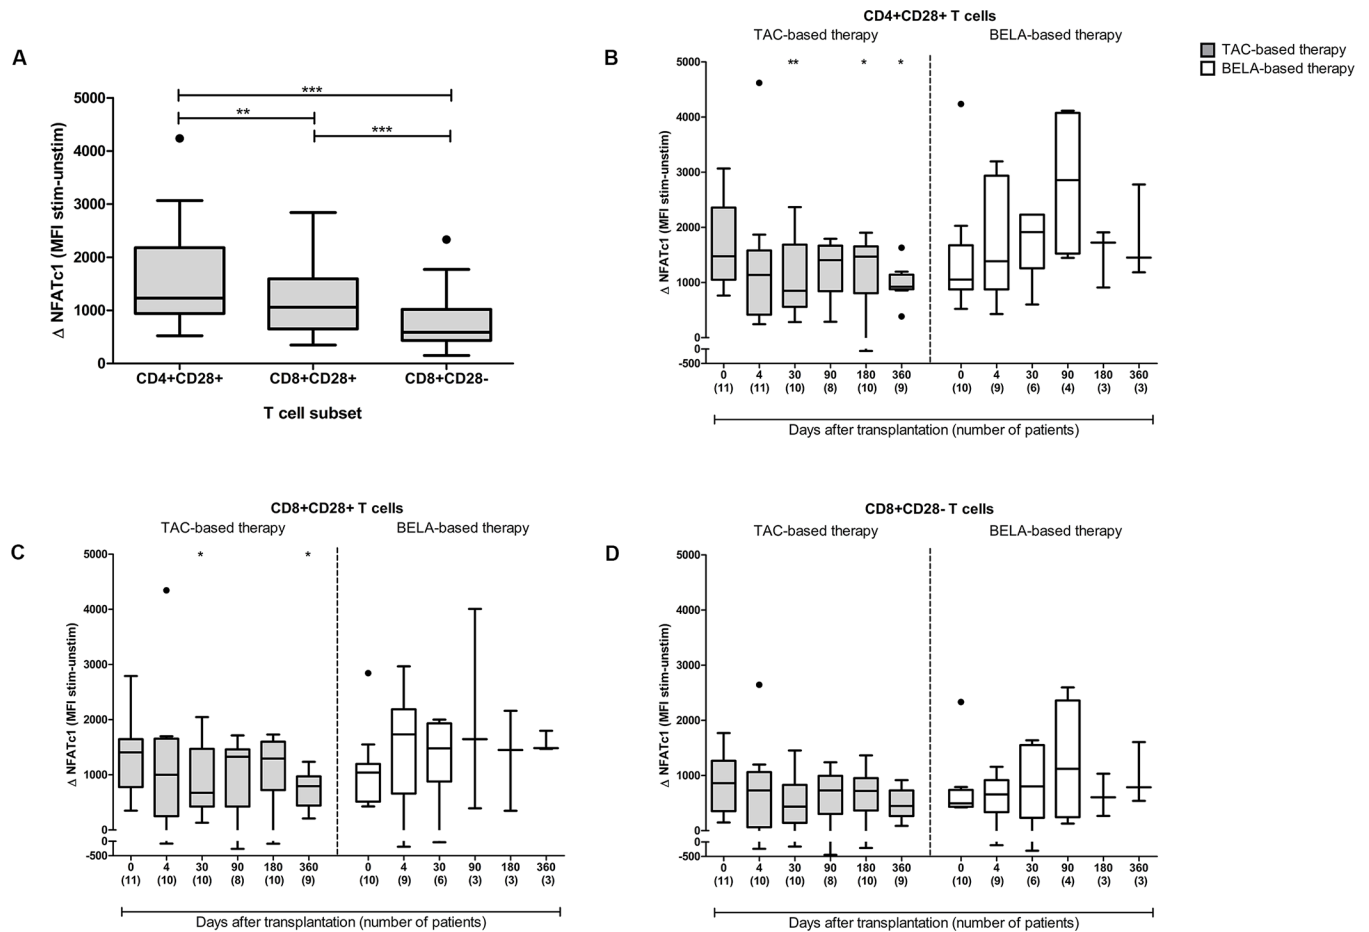 A
5000
4000
3000
2000
1000
0
Δ NFATc1 (MFI stim-unstim)
***
**
***
CD4+CD28+ CD8+CD28+ CD8+CD28-
T cell subset
B
CD4+CD28+ T cells
TAC-based therapy BELA-based therapy
** * *
5000
4000
3000
2000
1000
0
0
-500
Δ NFATc1 (MFI stim-unstim)
0 4 30 90 180 360 0 4 30 90 180 360
(11) (11) (10) (8) (10) (9) (10) (9) (6) (4) (3) (3)
Days after transplantation (number of patients)
TAC-based therapy
BELA-based therapy
C
CD8+CD28+ T cells
TAC-based therapy BELA-based therapy
* *
5000
4000
3000
2000
1000
0
0
-500
Δ NFATc1 (MFI stim-unstim)
0 4 30 90 180 360 0 4 30 90 180 360
(11) (10) (10) (8) (10) (9) (10) (9) (6) (3) (3) (3)
Days after transplantation (number of patients)
D
CD8+CD28- T cells
TAC-based therapy BELA-based therapy
5000
4000
3000
2000
1000
0
0
-500
Δ NFATc1 (MFI stim-unstim)
0 4 30 90 180 360 0 4 30 90 180 360
(11) (10) (10) (8) (10) (9) (10) (9) (6) (4) (3) (3)
Days after transplantation (number of patients)